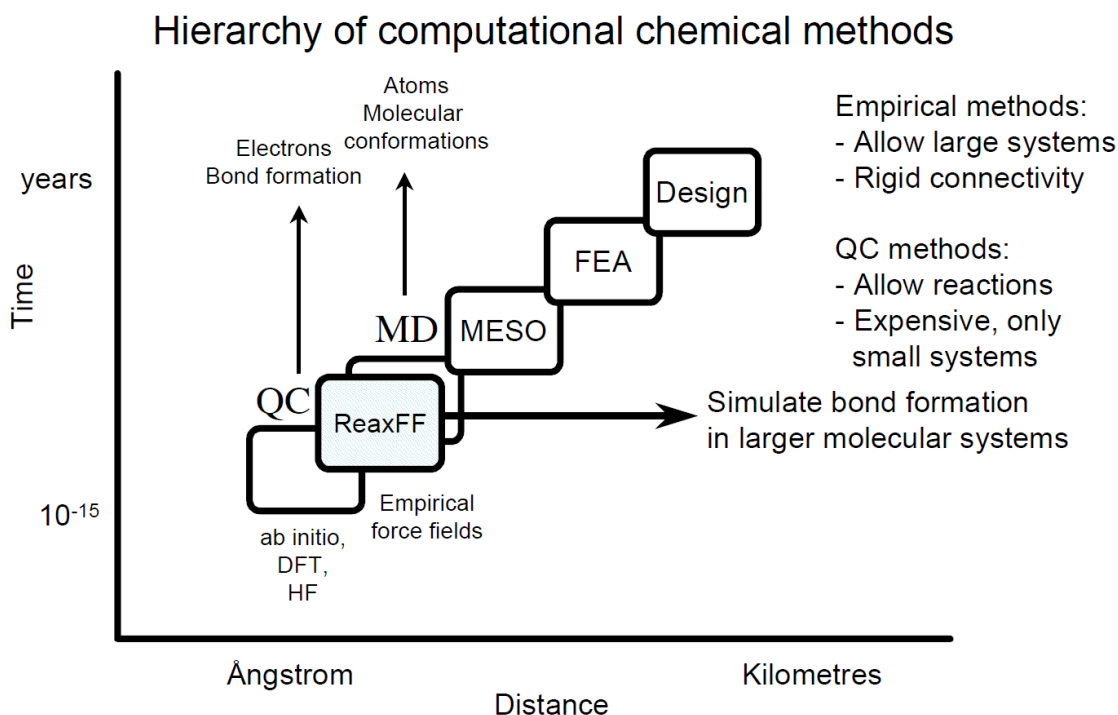 Hierarchy of computational chemical methods
Atoms
Molecular
conformations
Electrons
Bond formation
Empirical methods:
- Allow large systems
- Rigid connectivity
years
Design
QC methods:
- Allow reactions
- Expensive, only
small systems
FEA
Time
MD
MESO
QC
ReaxFF
Simulate bond formation
in larger molecular systems
10⁻¹⁵
Empirical
force fields
ab initio,
DFT,
HF
Ångstrom
Kilometres
Distance